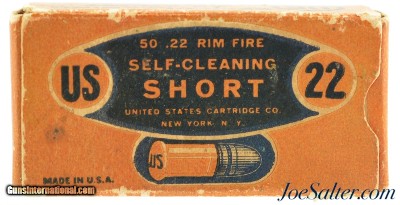 50 .22 RIM FIRE
SELF-CLEANING
US SHORT 22
UNITED STATES CARTRIDGE CO.
NEW YORK N. Y.
US
MADE IN U.S.A.
GunsInternational.com
JoeSalter.com